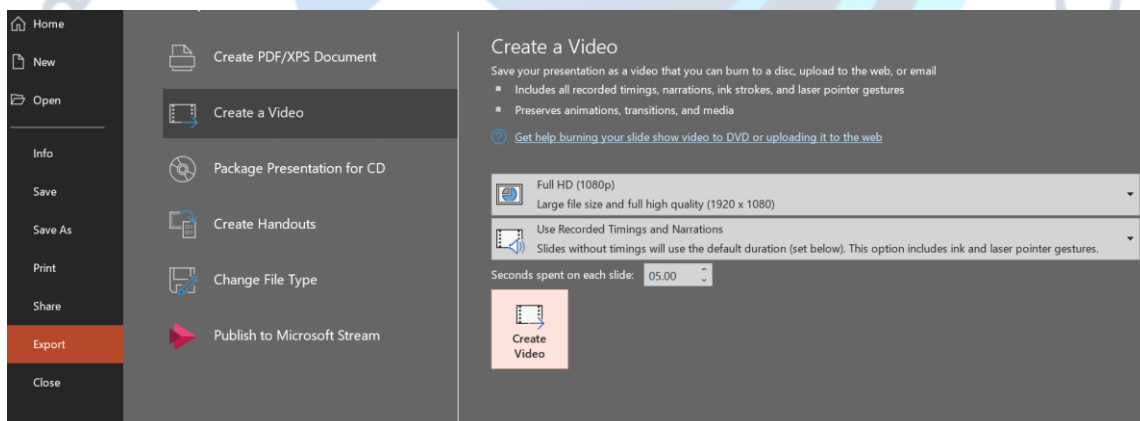 Home
New
Open
Info
Save
Save As
Print
Share
Export
Close
Create PDF/XPS Document
Create a Video
Package Presentation for CD
Create Handouts
Change File Type
Publish to Microsoft Stream
Create a Video
Save your presentation as a video that you can burn to a disc, upload to the web, or email
Includes all recorded timings, narrations, ink strokes, and laser pointer gestures
Preserves animations, transitions, and media
Get help burning your slide show video to DVD or uploading it to the web
Full HD (1080p)
Large file size and full high quality (1920 x 1080)
Use Recorded Timings and Narrations
Slides without timings will use the default duration (set below). This option includes ink and laser pointer gestures.
Seconds spent on each slide: 05.00
Create
Video